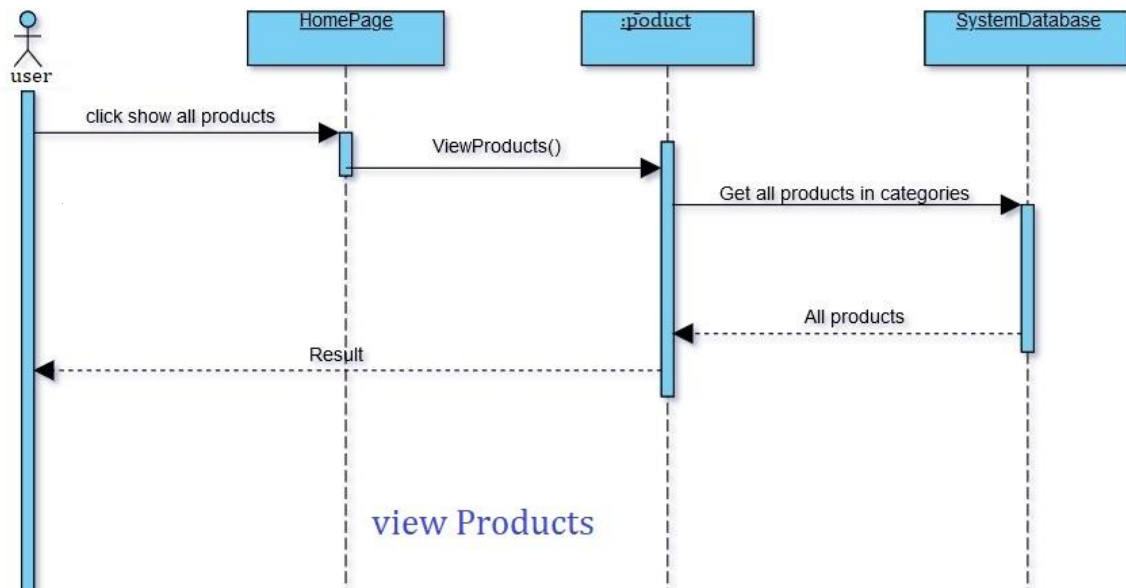 HomePage
:poduct
SystemDatabase
user
click show all products
ViewProducts()
Get all products in categories
All products
Result
view Products